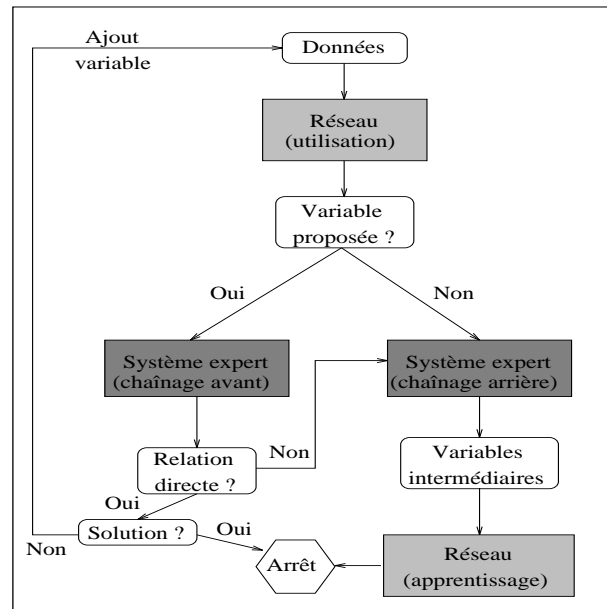 Ajout
variable
Données
Réseau
(utilisation)
Variable
proposée ?
Oui
Non
Système expert
(chaînage avant)
Système expert
(chaînage arrière)
Non
Relation
directe ?
Variables
intermédiaires
Oui
Solution ?
Oui
Non
Arrêt
Réseau
(apprentissage)